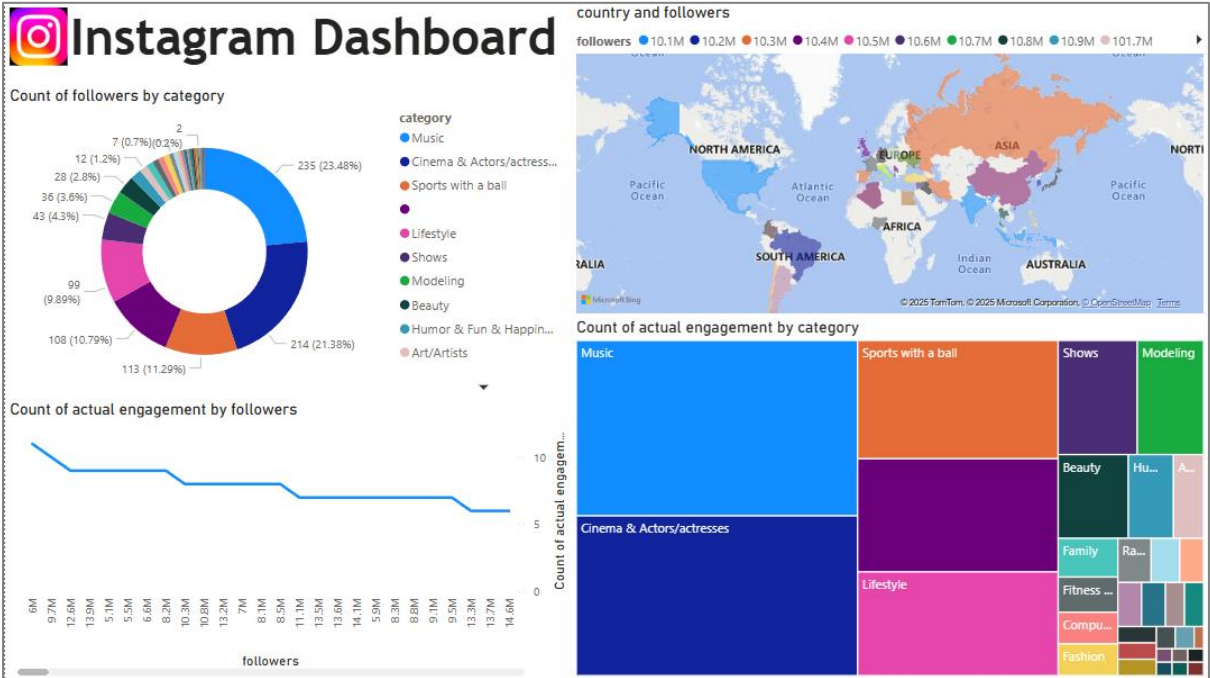 Instagram Dashboard
Count of followers by category
2
7 (0.7%)
(0.2%)
12 (1.2%)
28 (2.8%)
36 (3.6%)
43 (4.3%)
99
(9.89%)
108 (10.79%)
113 (11.29%)
214 (21.38%)
235 (23.48%)
category
Music
Cinema & Actors/actress...
Sports with a ball
Lifestyle
Shows
Modeling
Beauty
Humor & Fun & Happin...
Art/Artists
Count of actual engagement by followers
10
5
0
Count of actual engagem...
6M
9.7M
12.6M
13.9M
5.1M
5.5M
6.6M
8.2M
10.3M
10.8M
13.2M
7M
8.1M
8.5M
11.1M
13.5M
13.6M
14.1M
5.9M
8.3M
8.8M
9.1M
9.5M
13.3M
13.7M
14.6M
followers
country and followers
followers 10.1M 10.2M 10.3M 10.4M 10.5M 10.6M 10.7M 10.8M 10.9M 101.7M
NORTH AMERICA
EUROPE
ASIA
NORTI
Pacific
Ocean
Atlantic
Ocean
Pacific
Ocean
AFRICA
SOUTH AMERICA
Indian
Ocean
RALIA
AUSTRALIA
Microsoft Bing
© 2025 TomTom, © 2025 Microsoft Corporation, © OpenStreetMap Terms
Count of actual engagement by category
Music
Sports with a ball
Shows
Modeling
Beauty
Hu...
A...
Cinema & Actors/actresses
Family
Ra...
Lifestyle
Fitness ...
Compu...
Fashion